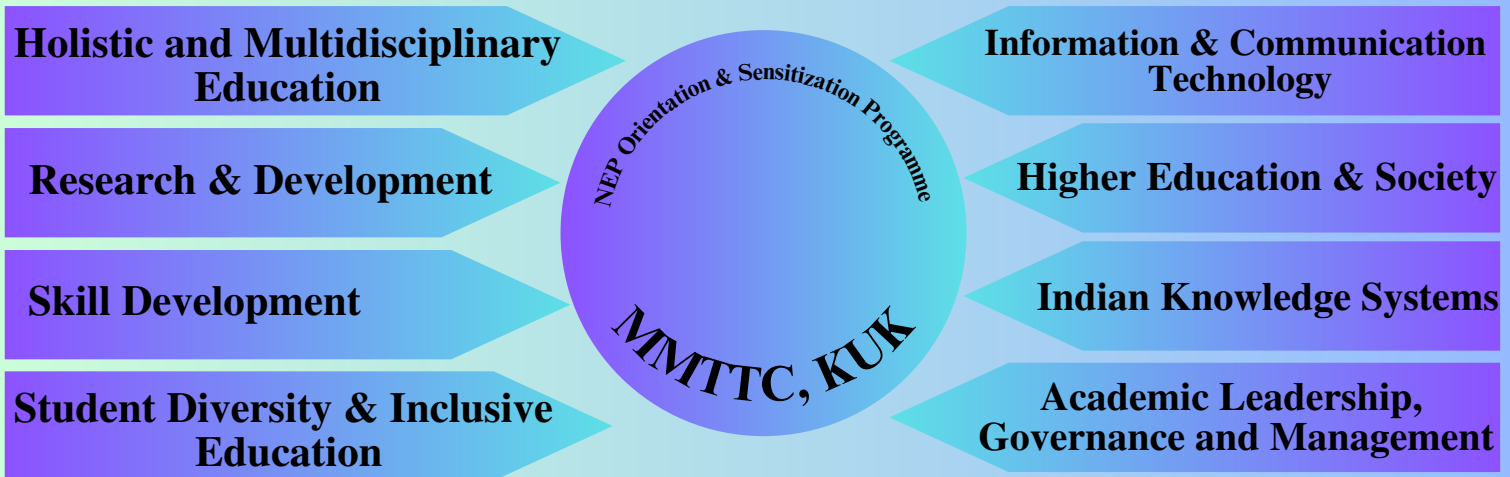 Holistic and Multidisciplinary
Education
Research & Development
Skill Development
Student Diversity & Inclusive
Education
NEP Orientation & Sensitization Programme
MMTTC, KUK
Information & Communication
Technology
Higher Education & Society
Indian Knowledge Systems
Academic Leadership,
Governance and Management